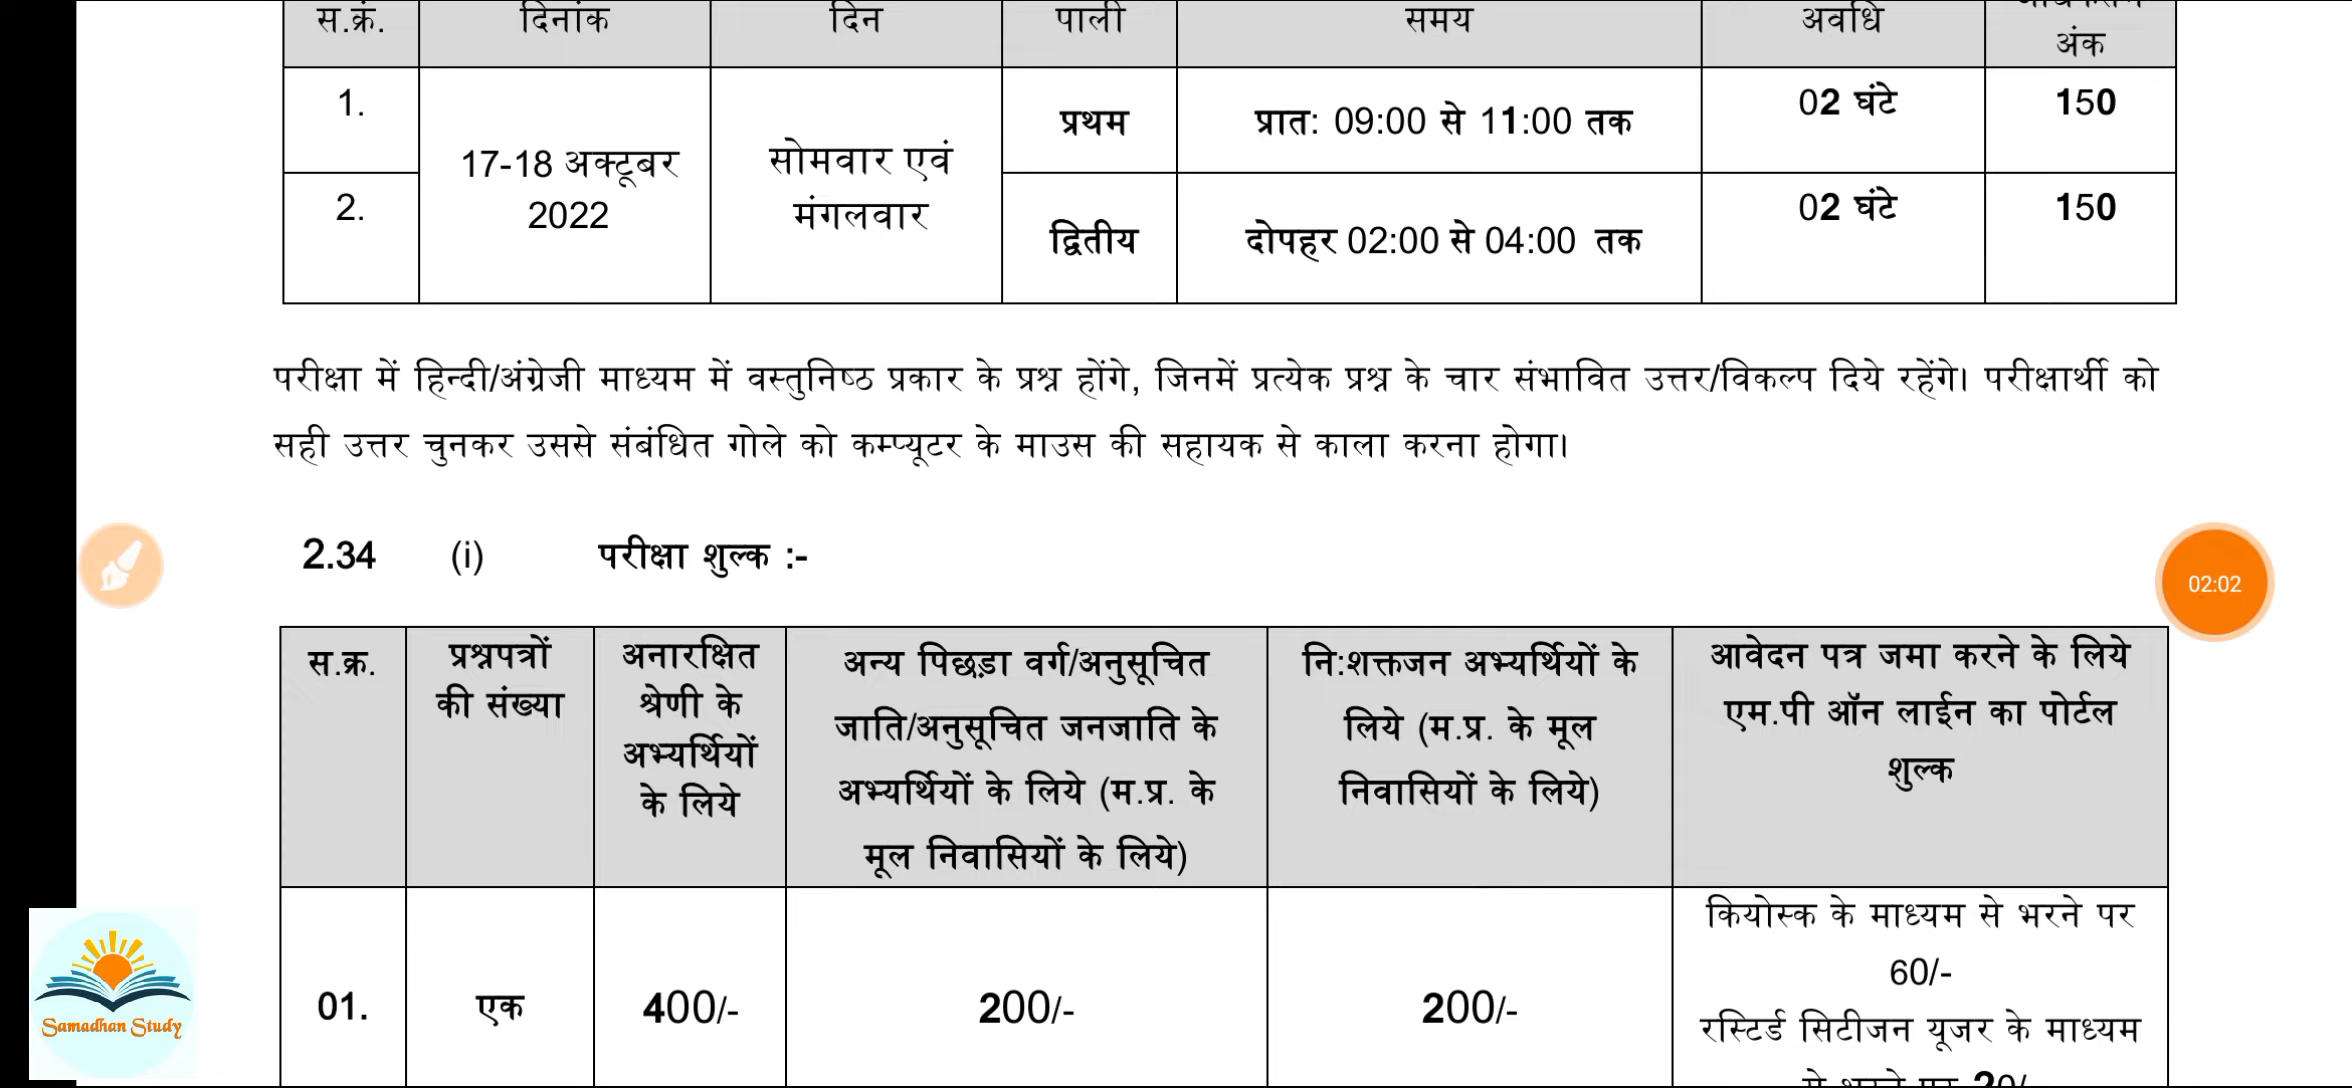 स.क्रं. दिनांक दिन पाली समय अवधि
अंक
1. 17-18 अक्टूबर 2022 सोमवार एवं मंगलवार प्रथम प्रात: 09:00 से 11:00 तक 02 घंटे 150
2. द्वितीय दोपहर 02:00 से 04:00 तक 02 घंटे 150
परीक्षा में हिन्दी/अंग्रेजी माध्यम में वस्तुनिष्ठ प्रकार के प्रश्न होंगे, जिनमें प्रत्येक प्रश्न के चार संभावित उत्तर/विकल्प दिये रहेंगे। परीक्षार्थी को
सही उत्तर चुनकर उससे संबंधित गोले को कम्प्यूटर के माउस की सहायक से काला करना होगा।
2.34 (i) परीक्षा शुल्क :-
02:02
स.क्र.
प्रश्नपत्रों
की संख्या
अनारक्षित
श्रेणी के
अभ्यर्थियों
के लिये
अन्य पिछड़ा वर्ग/अनुसूचित
जाति/अनुसूचित जनजाति के
अभ्यर्थियों के लिये (म.प्र. के
मूल निवासियों के लिये)
नि:शक्तजन अभ्यर्थियों के
लिये (म.प्र. के मूल
निवासियों के लिये)
आवेदन पत्र जमा करने के लिये
एम.पी ऑन लाईन का पोर्टल
शुल्क
01. एक 400/- 200/- 200/-
कियोस्क के माध्यम से भरने पर
60/-
रस्टिर्ड सिटीजन यूजर के माध्यम
से भरने पर 20/-
Samadhan Study